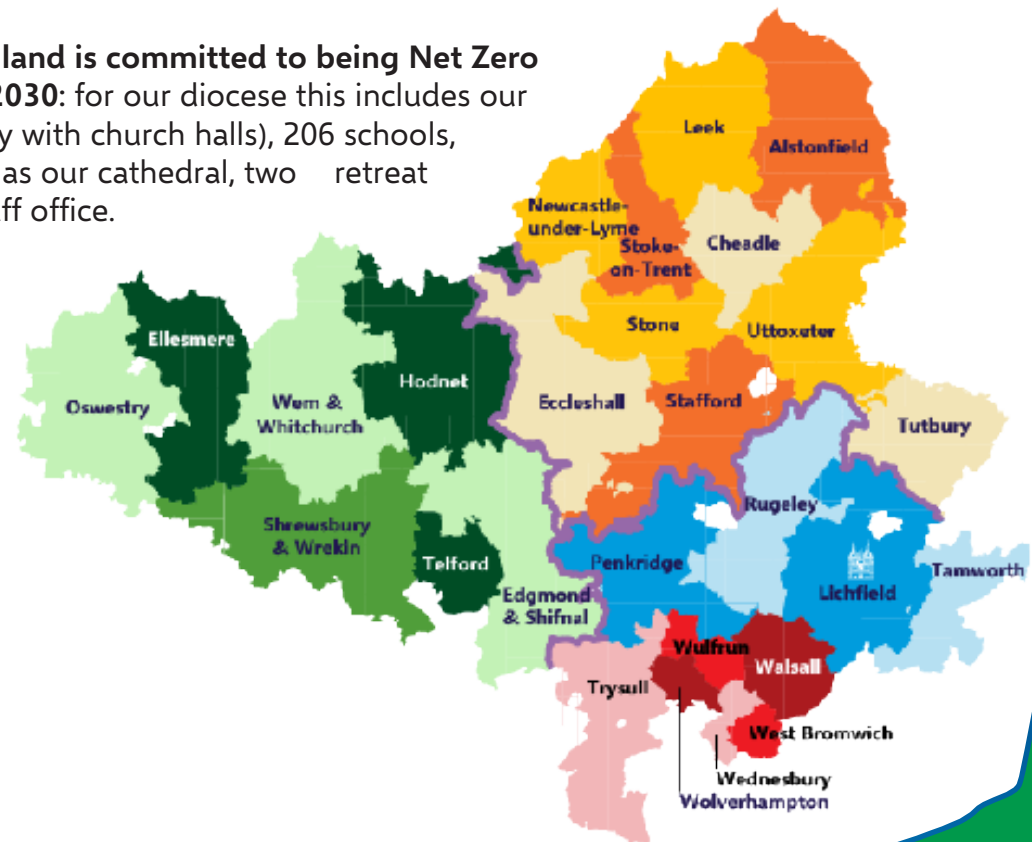 land is committed to being Net Zero
2030: for our diocese this includes our
y with church halls), 206 schools,
as our cathedral, two retreat
ff office.
Leek
Alstonfield
Newcastle-
under-Lyme
Stoke-
on-Trent
Cheadle
Stone
Uttoxeter
Ellesmere
Hodnet
Oswestry
Wem &
Whitchurch
Eccleshall
Stafford
Tutbury
Rugeley
Shrewsbury
& Wrekin
Telford
Penkridge
Edgmond
& Shifnal
Lichfield
Tamworth
Wulfrun
Walsall
Trysull
West Bromwich
Wednesbury
Wolverhampton